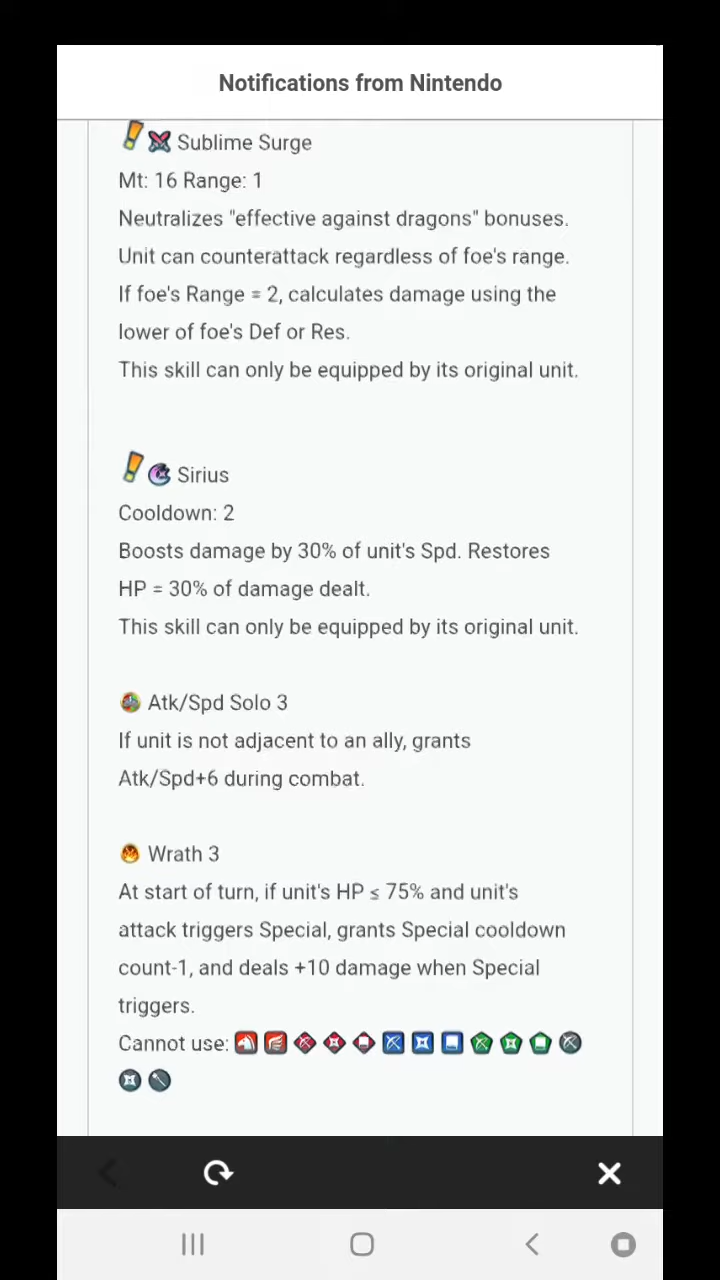 Notifications from Nintendo
Sublime Surge
Mt: 16 Range: 1
Neutralizes "effective against dragons" bonuses.
Unit can counterattack regardless of foe's range.
If foe's Range = 2, calculates damage using the
lower of foe's Def or Res.
This skill can only be equipped by its original unit.
Sirius
Cooldown: 2
Boosts damage by 30% of unit's Spd. Restores
HP = 30% of damage dealt.
This skill can only be equipped by its original unit.
Atk/Spd Solo 3
If unit is not adjacent to an ally, grants
Atk/Spd+6 during combat.
Wrath 3
At start of turn, if unit's HP ≤ 75% and unit's
attack triggers Special, grants Special cooldown
count-1, and deals +10 damage when Special
triggers.
Cannot use: